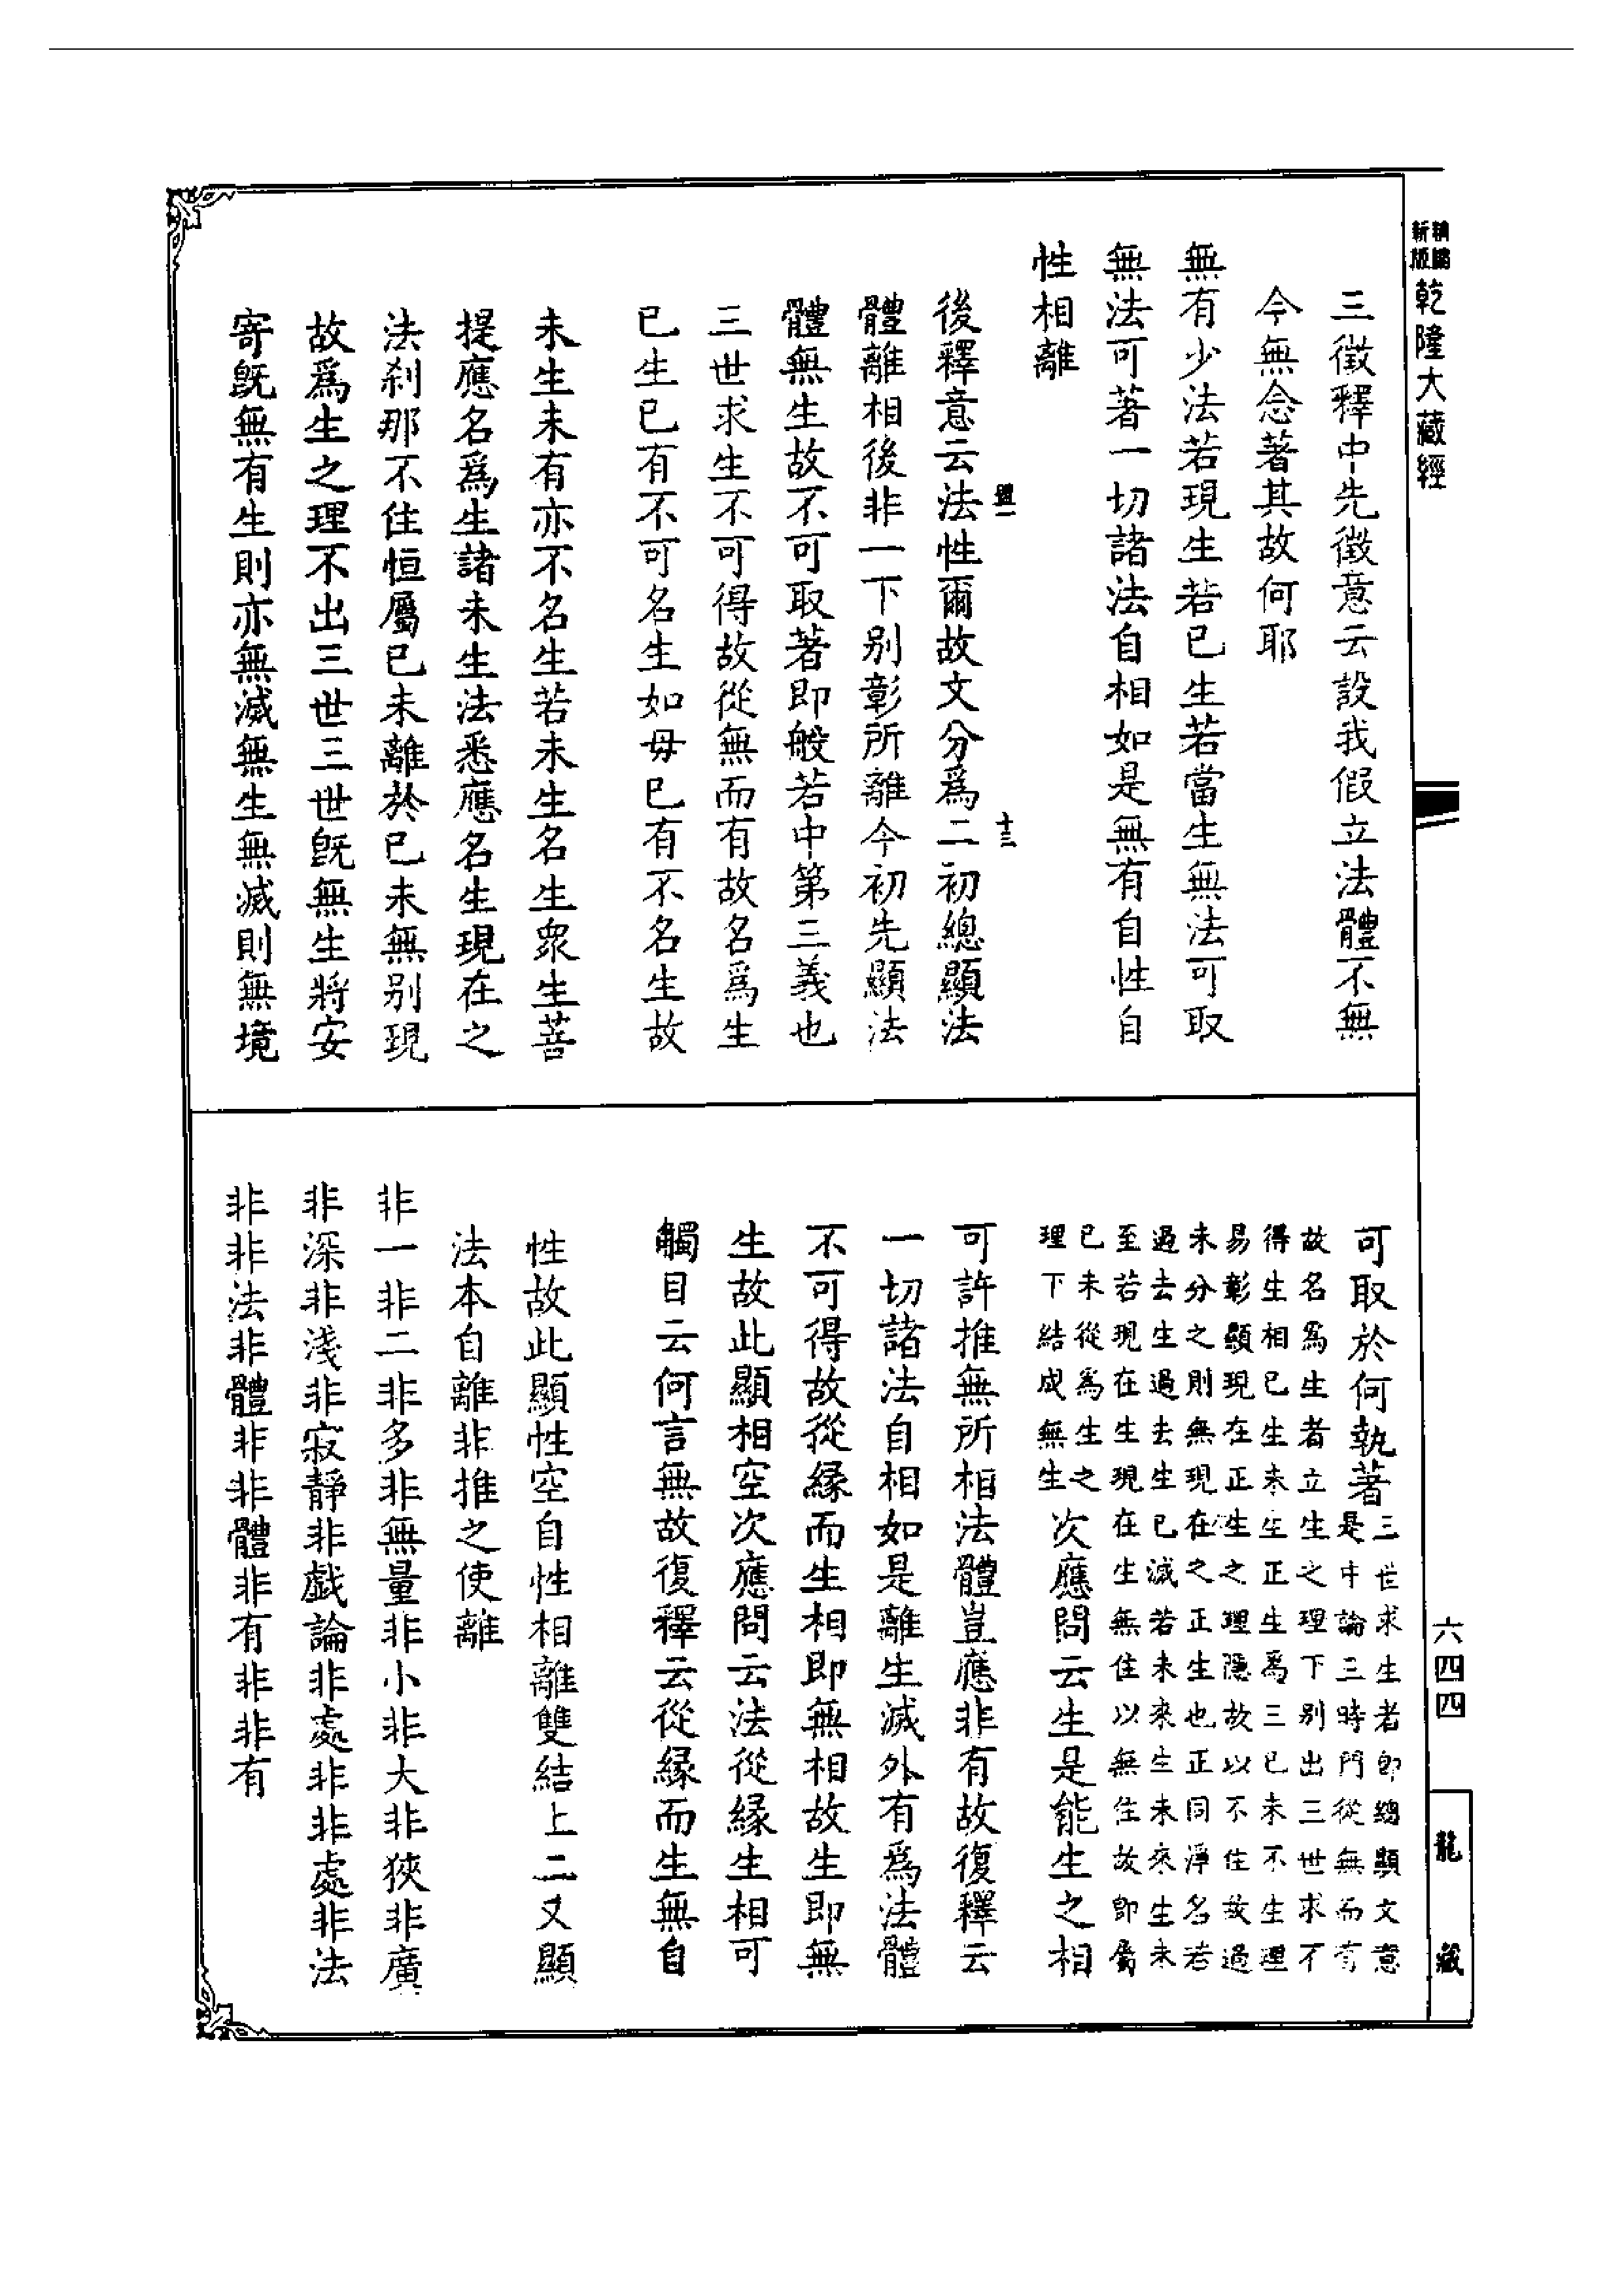 精編
新版
乾隆大藏經
三徵釋中先徵意云設我假立法體不無
今無念著其故何耶
無有少法若現生若已生若當生無法可取
無法可著一切諸法自相如是無有自性自
性相離
十三
後釋意云法性爾故文分爲二初總顯法
體離相後非一下別彰所離今初先顯法
體無生故不可取著即般若中第三義也
三世求生不可得故從無而有故名爲生
已生已有不可名生如毋已有不名生故
未生未有亦不名生若未生名生眾生菩
提應名爲生諸未生法悉應名生現在之
法刹那不住恒屬已未離於已未無別現
故爲生之理不出三世三世既無生將安
寄既無有生則亦無滅無生無滅則無境
六四四
龍藏
可取於何執著
三世求生者即總顯文意
是中論三時門從無而有
故名爲生者立生之理下別出三世求不
得生相已生未生正生爲三已未不生理
易彰顯現在正生之理隱故以不住故過
未分之則無現在之正生也正同淨名若
過去生過去生已滅若未來生未來生未
至若現在生現在生無住以無住故即屬
已未從爲生之
理下結成無生
次應問云生是能生之相
可許推無所相法體豈應非有故復釋云
一切諸法自相如是離生滅外有爲法體
不可得故從緣而生相即無相故生即無
生故此顯相空次應問云法從緣生相可
觸目云何言無故復釋云從緣而生無自
性故此顯性空自性相離雙結上二又顯
法本自離非推之使離
非一非二非多非無量非小非大非狹非廣
非深非淺非寂靜非戲論非處非非處非法
非非法非體非非體非有非非有